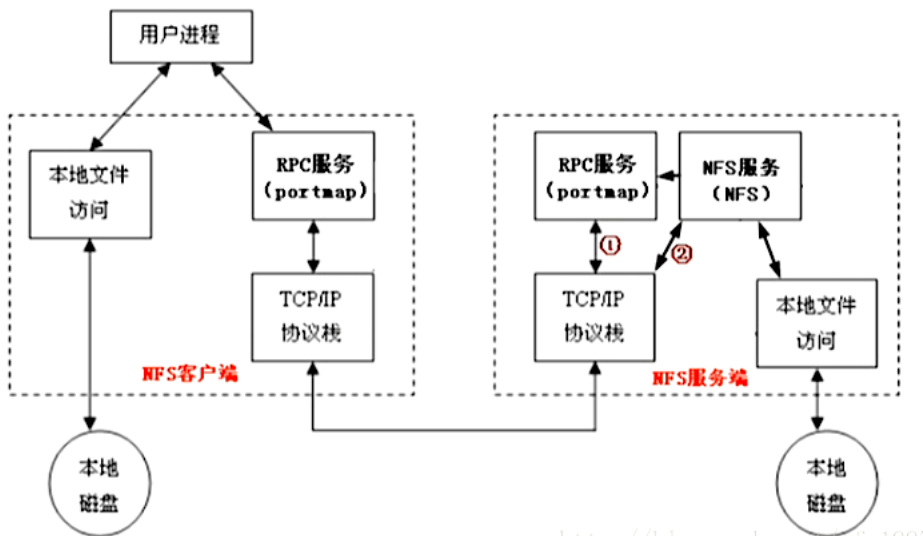 用户进程
本地文件
访问
RPC服务
(portmap)
TCP/IP
协议栈
NFS客户端
本地
磁盘
RPC服务
(portmap)
NFS服务
(NFS)
①
②
TCP/IP
协议栈
本地文件
访问
NFS服务端
本地
磁盘